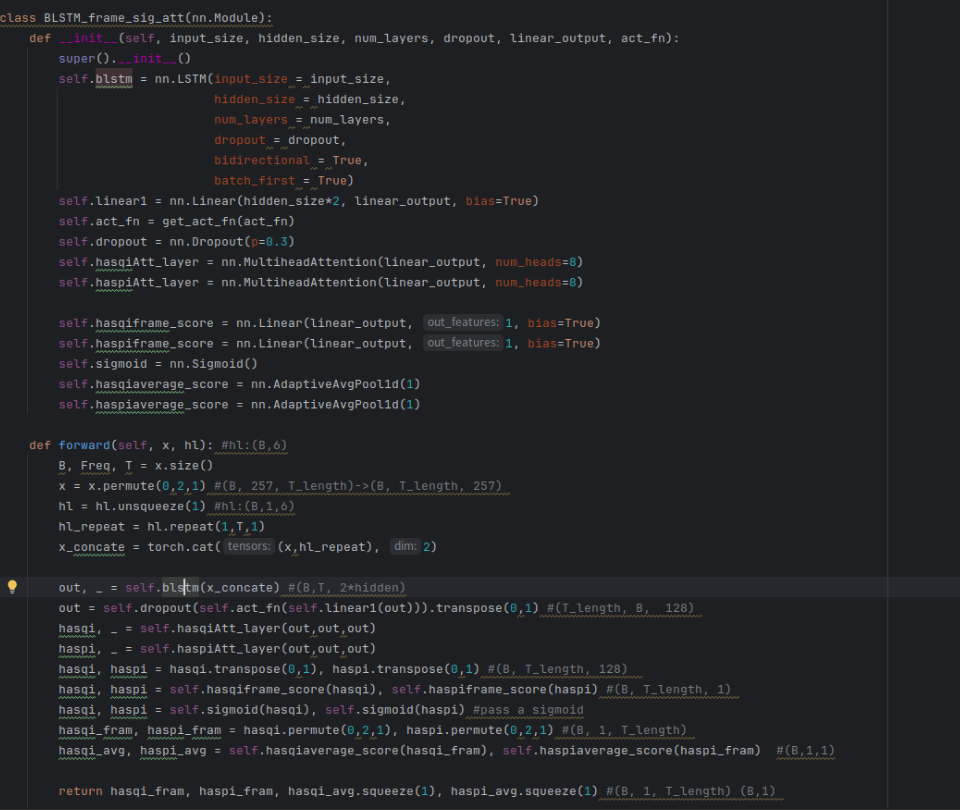 class BLSTM_frame_sig_att(nn.Module):
    def __init__(self, input_size, hidden_size, num_layers, dropout, linear_output, act_fn):
        super().__init__()
        self.blstm = nn.LSTM(input_size = input_size,
                             hidden_size = hidden_size,
                             num_layers = num_layers,
                             dropout = dropout,
                             bidirectional = True,
                             batch_first = True)
        self.linear1 = nn.Linear(hidden_size*2, linear_output, bias=True)
        self.act_fn = get_act_fn(act_fn)
        self.dropout = nn.Dropout(p=0.3)
        self.hasqiAtt_layer = nn.MultiheadAttention(linear_output, num_heads=8)
        self.haspiAtt_layer = nn.MultiheadAttention(linear_output, num_heads=8)

        self.hasqiframe_score = nn.Linear(linear_output, out_features: 1, bias=True)
        self.haspiframe_score = nn.Linear(linear_output, out_features: 1, bias=True)
        self.sigmoid = nn.Sigmoid()
        self.hasqiaverage_score = nn.AdaptiveAvgPool1d(1)
        self.haspiaverage_score = nn.AdaptiveAvgPool1d(1)

    def forward(self, x, hl): #hl:(B,6)
        B, Freq, T = x.size()
        x = x.permute(0,2,1) #(B, 257, T_length)->(B, T_length, 257)
        hl = hl.unsqueeze(1) #hl:(B,1,6)
        hl_repeat = hl.repeat(1,T,1)
        x_concate = torch.cat( tensors: (x,hl_repeat), dim: 2)

        out, _ = self.blstm(x_concate) #(B,T, 2*hidden)
        out = self.dropout(self.act_fn(self.linear1(out))).transpose(0,1) #(T_length, B,  128)
        hasqi, _ = self.hasqiAtt_layer(out,out,out)
        haspi, _ = self.haspiAtt_layer(out,out,out)
        hasqi, haspi = hasqi.transpose(0,1), haspi.transpose(0,1) #(B, T_length, 128)
        hasqi, haspi = self.hasqiframe_score(hasqi), self.haspiframe_score(haspi) #(B, T_length, 1)
        hasqi, haspi = self.sigmoid(hasqi), self.sigmoid(haspi) #pass a sigmoid
        hasqi_fram, haspi_fram = hasqi.permute(0,2,1), haspi.permute(0,2,1) #(B, 1, T_length)
        hasqi_avg, haspi_avg = self.hasqiaverage_score(hasqi_fram), self.haspiaverage_score(haspi_fram)  #(B,1,1)

        return hasqi_fram, haspi_fram, hasqi_avg.squeeze(1), haspi_avg.squeeze(1) #(B, 1, T_length) (B,1)